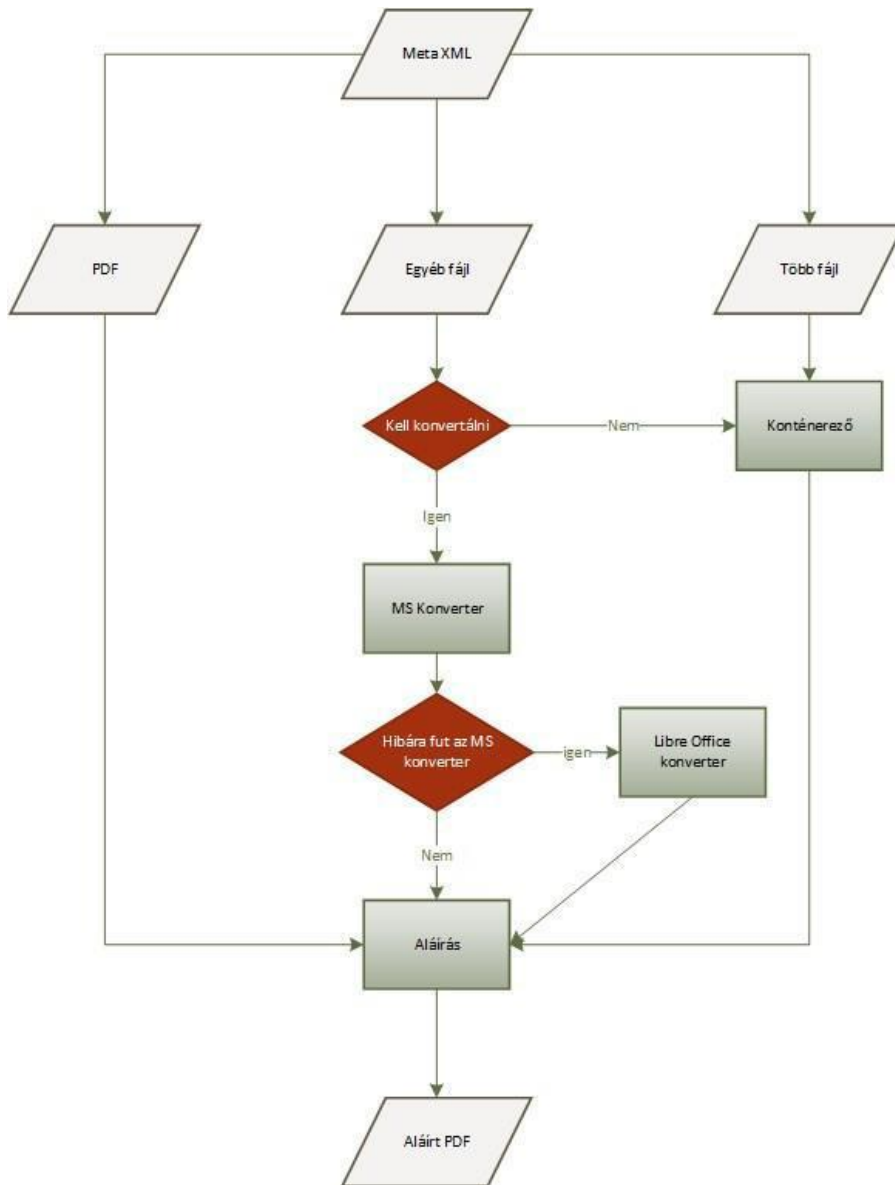 Meta XML
PDF
Egyéb fájl
Több fájl
Kell konvertálni
Nem
Konténerező
Igen
MS Konverter
Hibára fut az MS
konverter
igen
Libre Office
konverter
Nem
Aláírás
Aláírt PDF